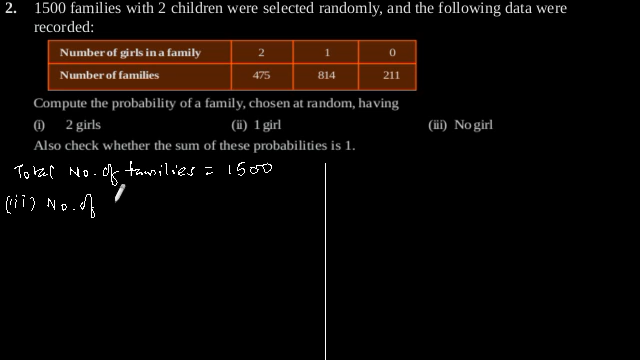 2. 1500 families with 2 children were selected randomly, and the following data were
recorded:
Number of girls in a family 2 1 0
Number of families 475 814 211
Compute the probability of a family, chosen at random, having
(i) 2 girls (ii) 1 girl (iii) No girl
Also check whether the sum of these probabilities is 1.
Total No. of families = 1500
(iii) No. of